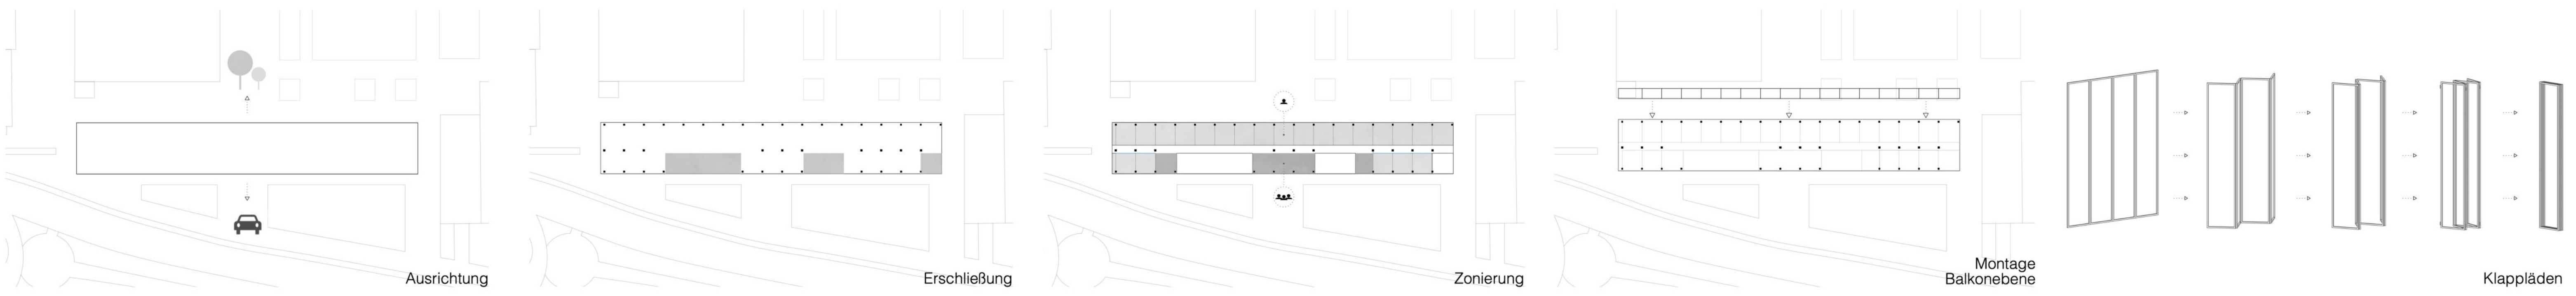 Ausrichtung
Erschließung
Zonierung
Montage
Balkonebene
Klappläden